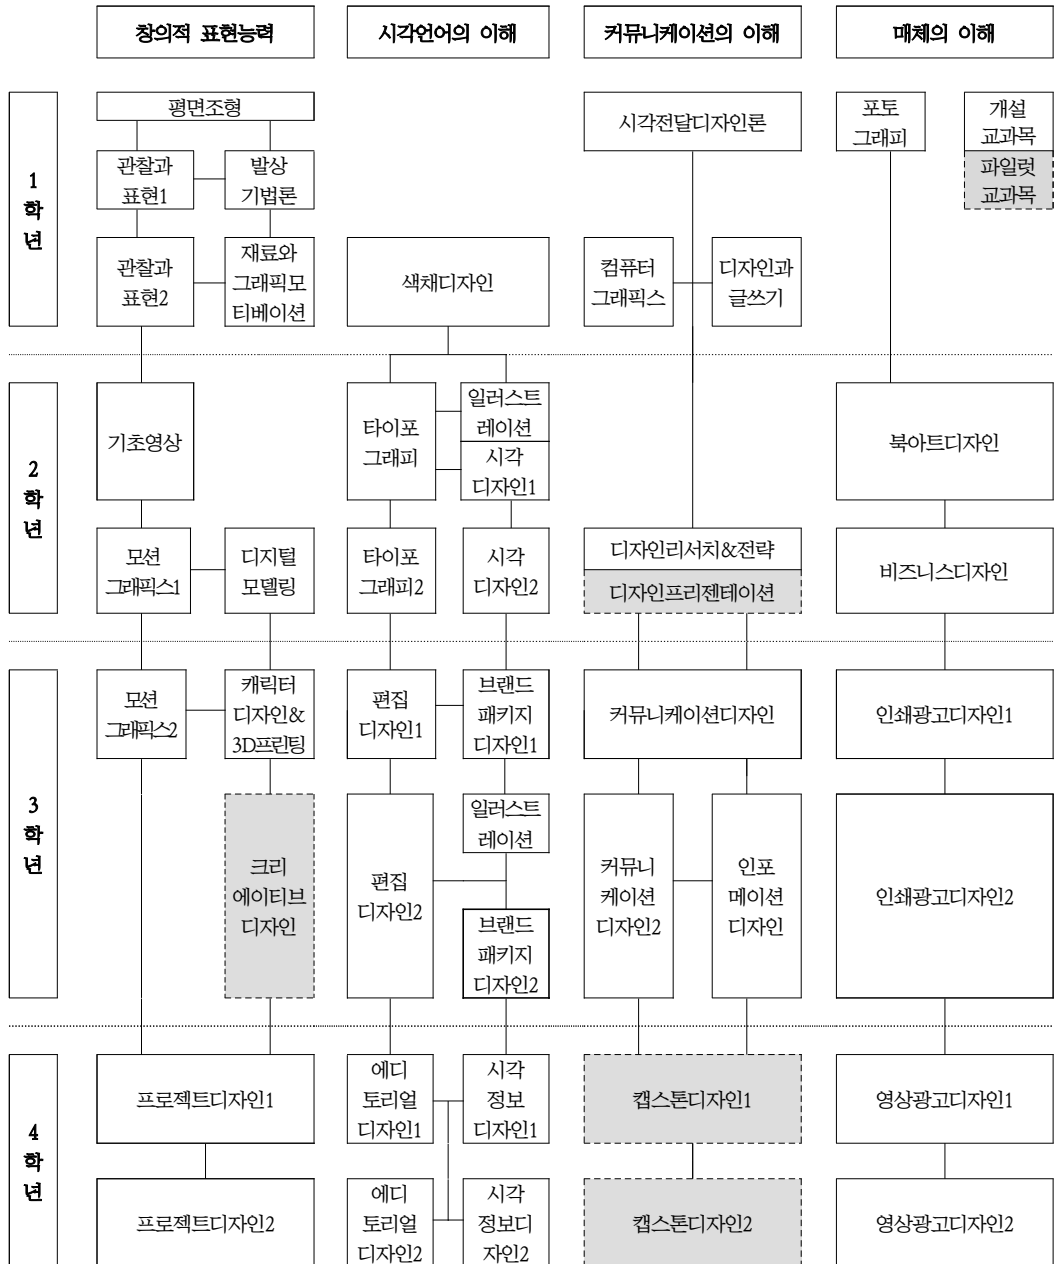 창의적 표현능력
시각언어의 이해
커뮤니케이션의 이해
매체의 이해
1
학
년
평면조형
관찰과
표현1
발상
기법론
관찰과
표현2
재료와
그래픽모
티베이션
색채디자인
시각전달디자인론
컴퓨터
그래픽스
디자인과
글쓰기
포토
그래피
개설
교과목
파일럿
교과목
2
학
년
기초영상
모션
그래픽스1
디지털
모델링
타이포
그래피
일러스트
레이션
시각
디자인1
타이포
그래피2
시각
디자인2
디자인리서치&전략
디자인프리젠테이션
북아트디자인
비즈니스디자인
3
학
년
모션
그래픽스2
캐릭터
디자인&
3D프린팅
크리
에이티브
디자인
편집
디자인1
브랜드
패키지
디자인1
일러스트
레이션
편집
디자인2
브랜드
패키지
디자인2
커뮤니케이션디자인
커뮤니
케이션
디자인2
인포
메이션
디자인
인쇄광고디자인1
인쇄광고디자인2
4
학
년
프로젝트디자인1
프로젝트디자인2
에디
토리얼
디자인1
시각
정보
디자인1
에디
토리얼
디자인2
시각
정보디
자인2
캡스톤디자인1
캡스톤디자인2
영상광고디자인1
영상광고디자인2